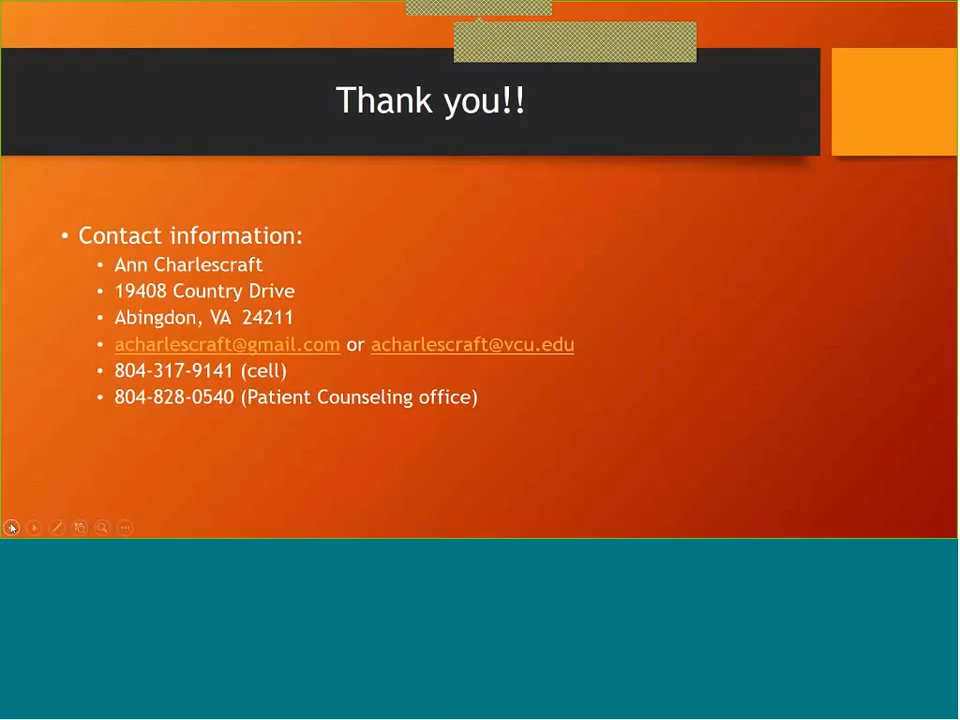 Thank you!!
• Contact information:
• Ann Charlescraft
• 19408 Country Drive
• Abingdon, VA 24211
• acharlescraft@gmail.com or acharlescraft@vcu.edu
• 804-317-9141 (cell)
• 804-828-0540 (Patient Counseling office)